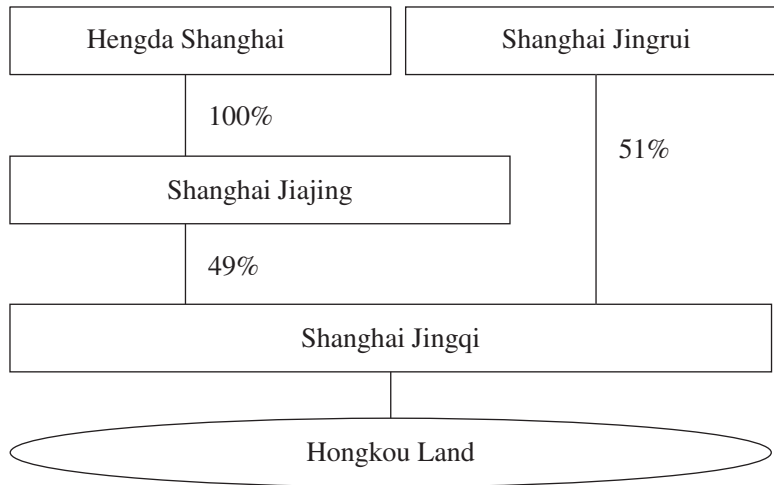 Hengda Shanghai
Shanghai Jingrui
100%
51%
Shanghai Jiajing
49%
Shanghai Jingqi
Hongkou Land